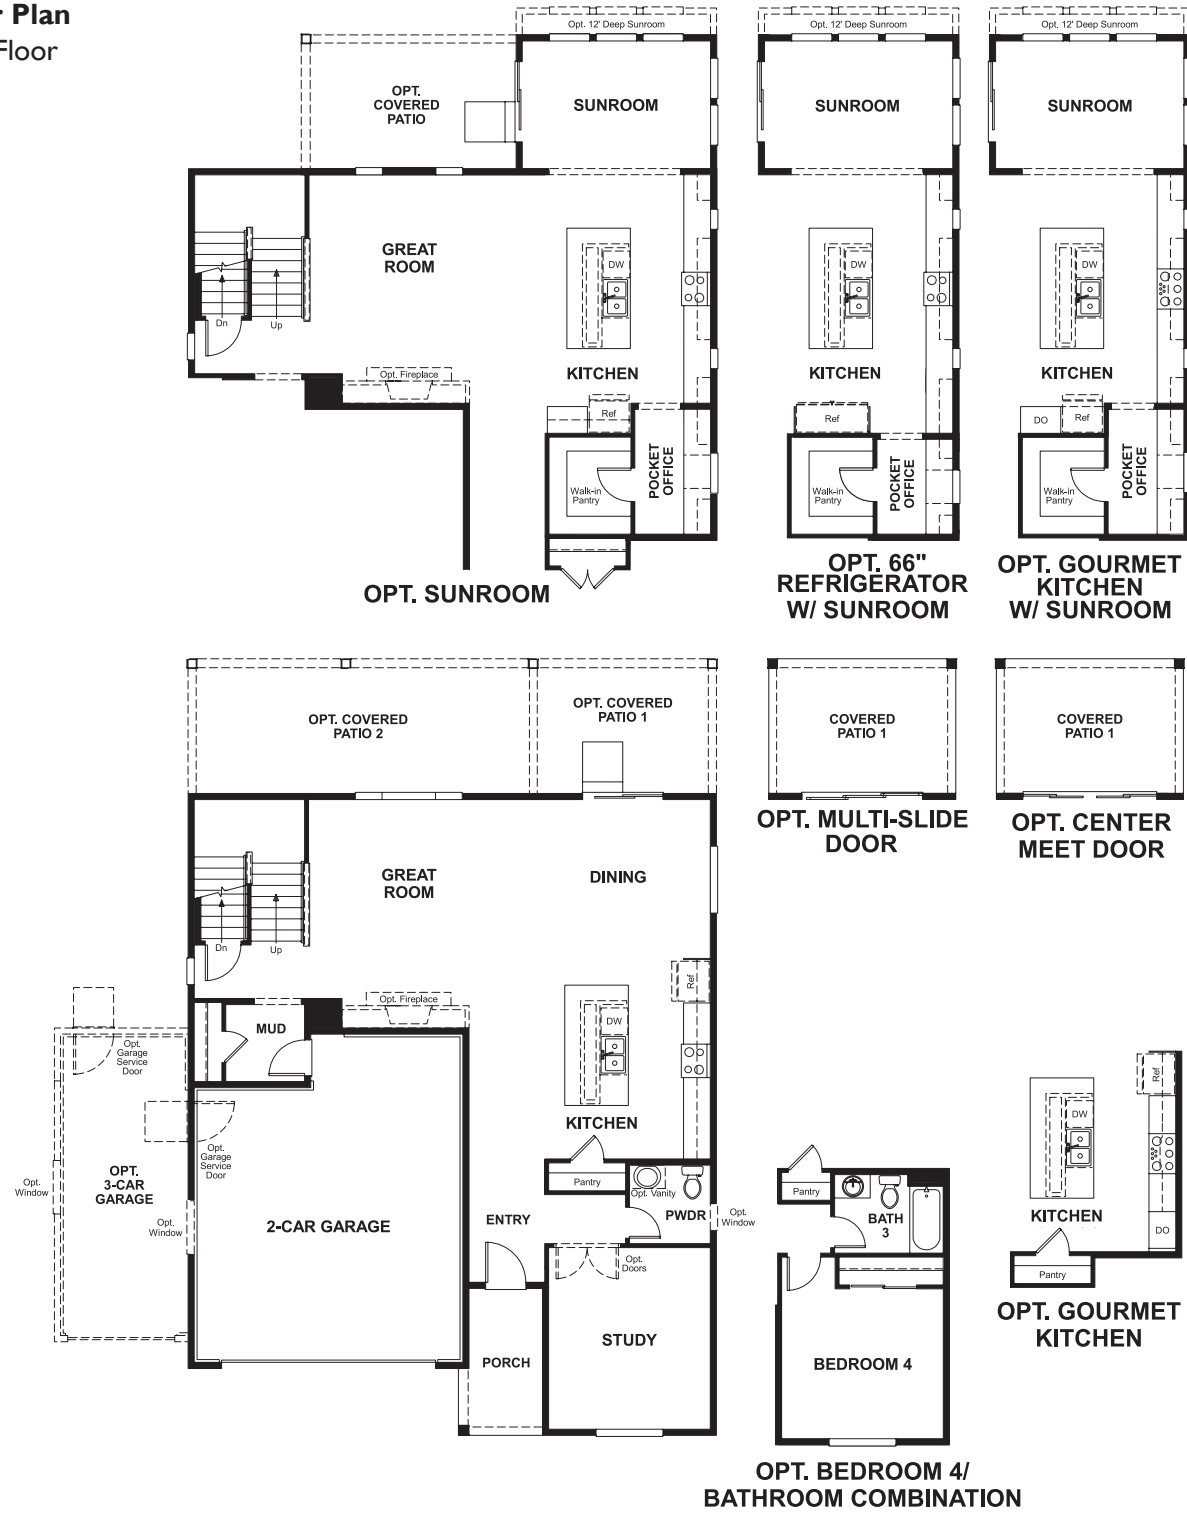 r Plan
Floor
Opt. 12' Deep Sunroom
OPT.
COVERED
PATIO
SUNROOM
GREAT
ROOM
DW
Dn
Up
Opt. Fireplace
KITCHEN
Ref
Walk-in
Pantry
POCKET
OFFICE
OPT. SUNROOM
Opt. 12' Deep Sunroom
SUNROOM
DW
KITCHEN
Ref
Walk-in
Pantry
POCKET
OFFICE
OPT. 66"
REFRIGERATOR
W/ SUNROOM
Opt. 12' Deep Sunroom
SUNROOM
DW
KITCHEN
DO
Ref
Walk-in
Pantry
POCKET
OFFICE
OPT. GOURMET
KITCHEN
W/ SUNROOM
OPT. COVERED
PATIO 2
OPT. COVERED
PATIO 1
GREAT
ROOM
DINING
Dn
Up
Ref
Opt. Fireplace
DW
MUD
Opt.
Garage
Service
Door
KITCHEN
Opt.
Garage
Service
Door
OPT.
3-CAR
GARAGE
Opt.
Window
Opt.
Window
2-CAR GARAGE
Pantry
Opt. Vanity
PWDR
Opt.
Window
ENTRY
Opt.
Doors
STUDY
PORCH
COVERED
PATIO 1
OPT. MULTI-SLIDE
DOOR
COVERED
PATIO 1
OPT. CENTER
MEET DOOR
Pantry
BATH
3
BEDROOM 4
OPT. BEDROOM 4/
BATHROOM COMBINATION
Ref
DW
KITCHEN
DO
Pantry
OPT. GOURMET
KITCHEN